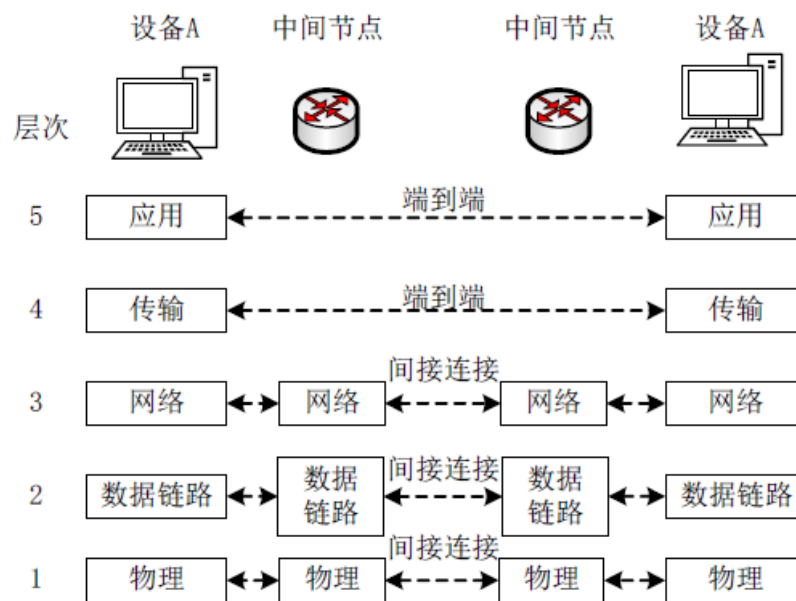 设备A 中间节点 中间节点 设备A
层次
5 应用 端到端 应用
4 传输 端到端 传输
间接连接
3 网络 网络 网络 网络
间接连接
2 数据链路 数据链路 数据链路 数据链路
间接连接
1 物理 物理 物理 物理